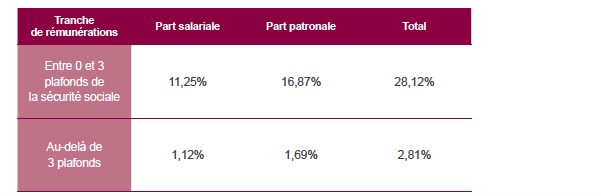 Tranche
de rémunérations
Part salariale
Part patronale
Total
Entre 0 et 3
plafonds de
la sécurité sociale
11,25%
16,87%
28,12%
Au-delà de
3 plafonds
1,12%
1,69%
2,81%